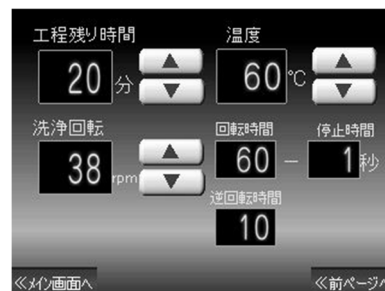 工程残り時間 温度
20 分 60 ℃
洗浄回転 回転時間 停止時間
38 rpm 60 - 1 秒
逆回転時間
10
≪メイン画面へ ≪前ページへ